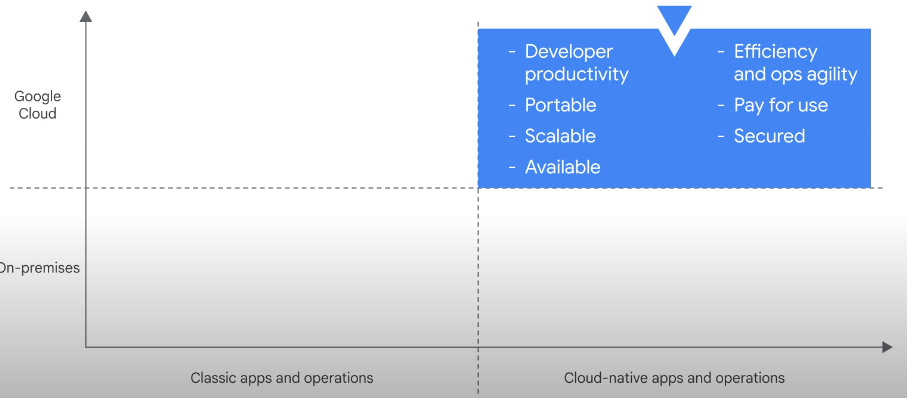 Google
Cloud
- Developer
productivity
- Portable
- Scalable
- Available
- Efficiency
and ops agility
- Pay for use
- Secured
On-premises
Classic apps and operations
Cloud-native apps and operations